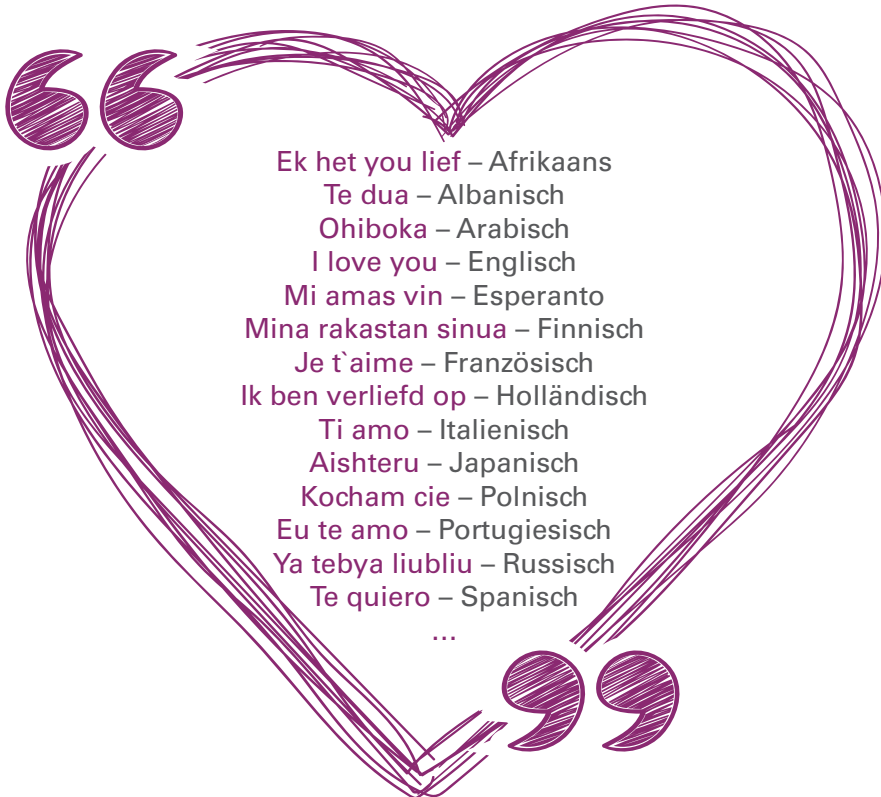 Ek het you lief – Afrikaans
Te dua – Albanisch
Ohiboka – Arabisch
I love you – Englisch
Mi amas vin – Esperanto
Mina rakastan sinua – Finnisch
Je t`aime – Französisch
Ik ben verliefd op – Holländisch
Ti amo – Italienisch
Aishteru – Japanisch
Kocham cie – Polnisch
Eu te amo – Portugiesisch
Ya tebya liubliu – Russisch
Te quiero – Spanisch
...